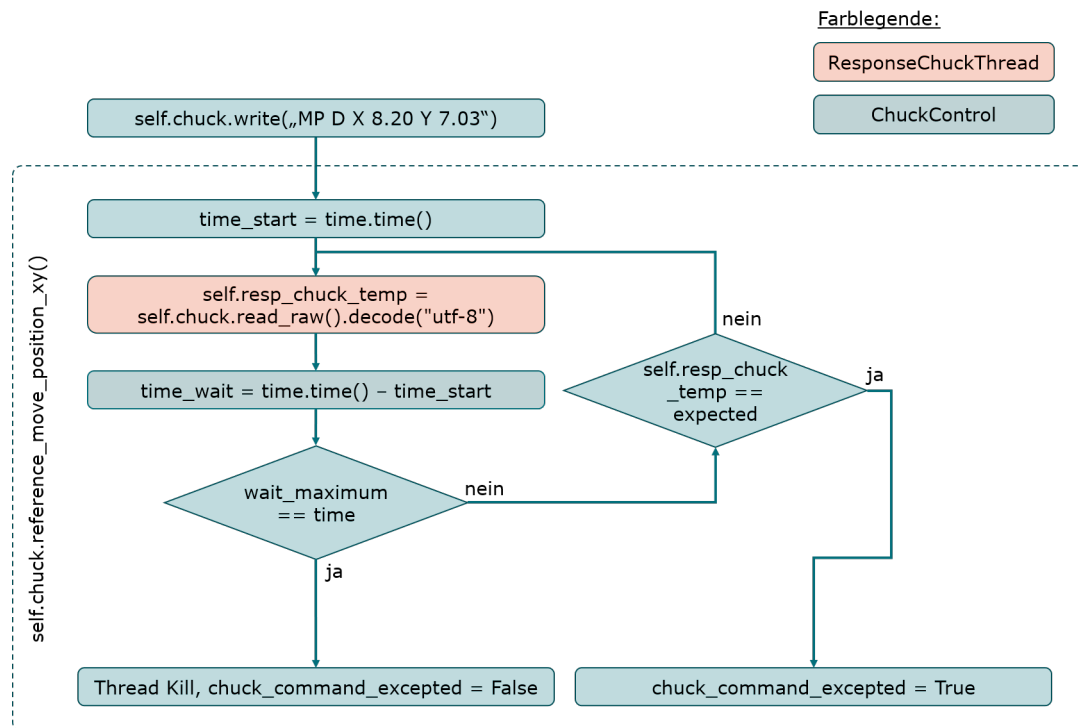 Farblegende:
ResponseChuckThread
ChuckControl
self.chuck.write(„MP D X 8.20 Y 7.03“)
self.chuck.reference_move_position_xy()
time_start = time.time()
self.resp_chuck_temp =
self.chuck.read_raw().decode("utf-8")
time_wait = time.time() – time_start
wait_maximum
== time
nein
ja
self.resp_chuck
_temp ==
expected
nein
ja
Thread Kill, chuck_command_excepted = False
chuck_command_excepted = True